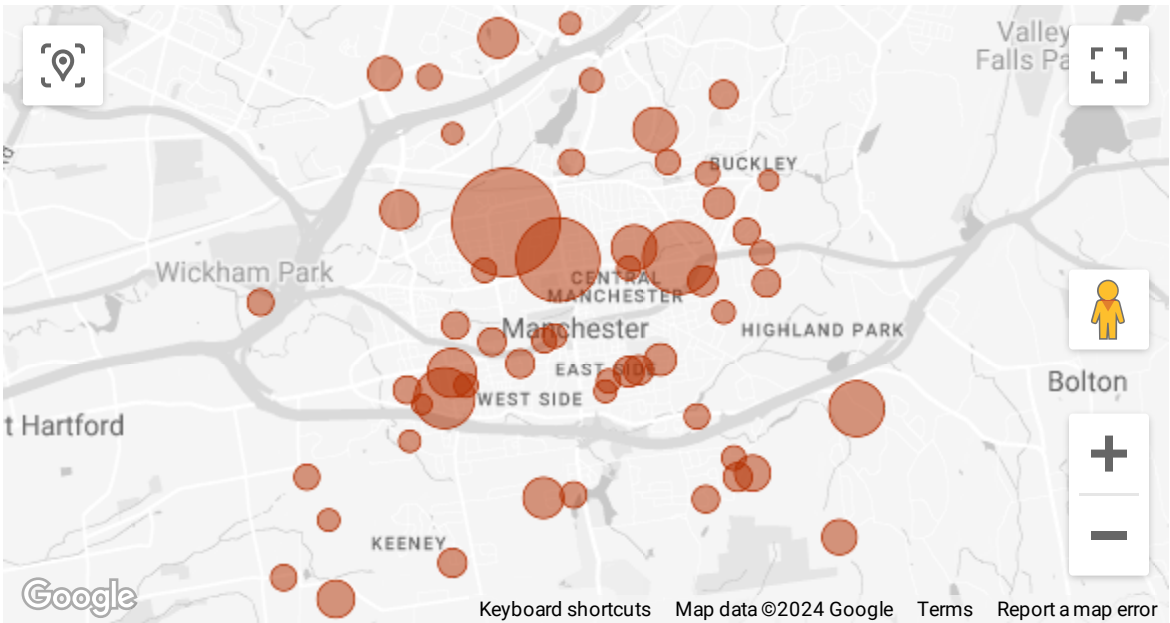 Valley
Falls Pa
BUCKLEY
Wickham Park
CENTRAL
MANCHESTER
Manchester
HIGHLAND PARK
EAST SIDE
Bolton
WEST SIDE
t Hartford
KEENEY
Google
Keyboard shortcuts Map data ©2024 Google Terms Report a map error